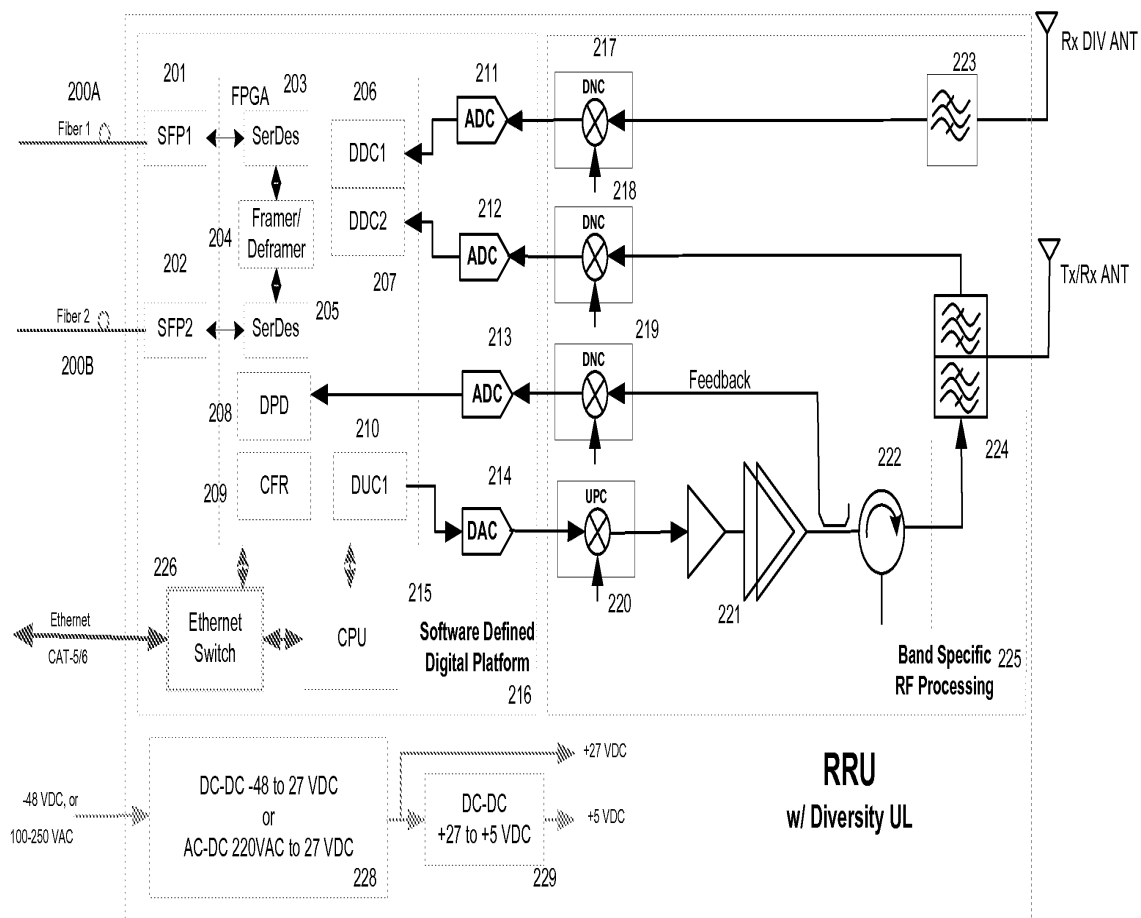 217
Rx DIV ANT
201
203
211
223
200A
FPGA
206
DNC
Fiber 1
SFP1
SerDes
ADC
DDC1
218
212
DNC
204
Framer/
Deframer
DDC2
ADC
202
207
Tx/Rx ANT
219
205
213
Fiber 2
SFP2
SerDes
DNC
200B
Feedback
ADC
208
DPD
210
224
222
209
CFR
DUC1
214
UPC
DAC
226
220
221
215
Ethernet
CAT-5/6
Ethernet
Switch
CPU
Software Defined
Digital Platform
216
Band Specific
RF Processing
225
+27 VDC
RRU
w/ Diversity UL
-48 VDC, or
100-250 VAC
DC-DC -48 to 27 VDC
or
AC-DC 220VAC to 27 VDC
228
DC-DC
+27 to +5 VDC
229
+5 VDC